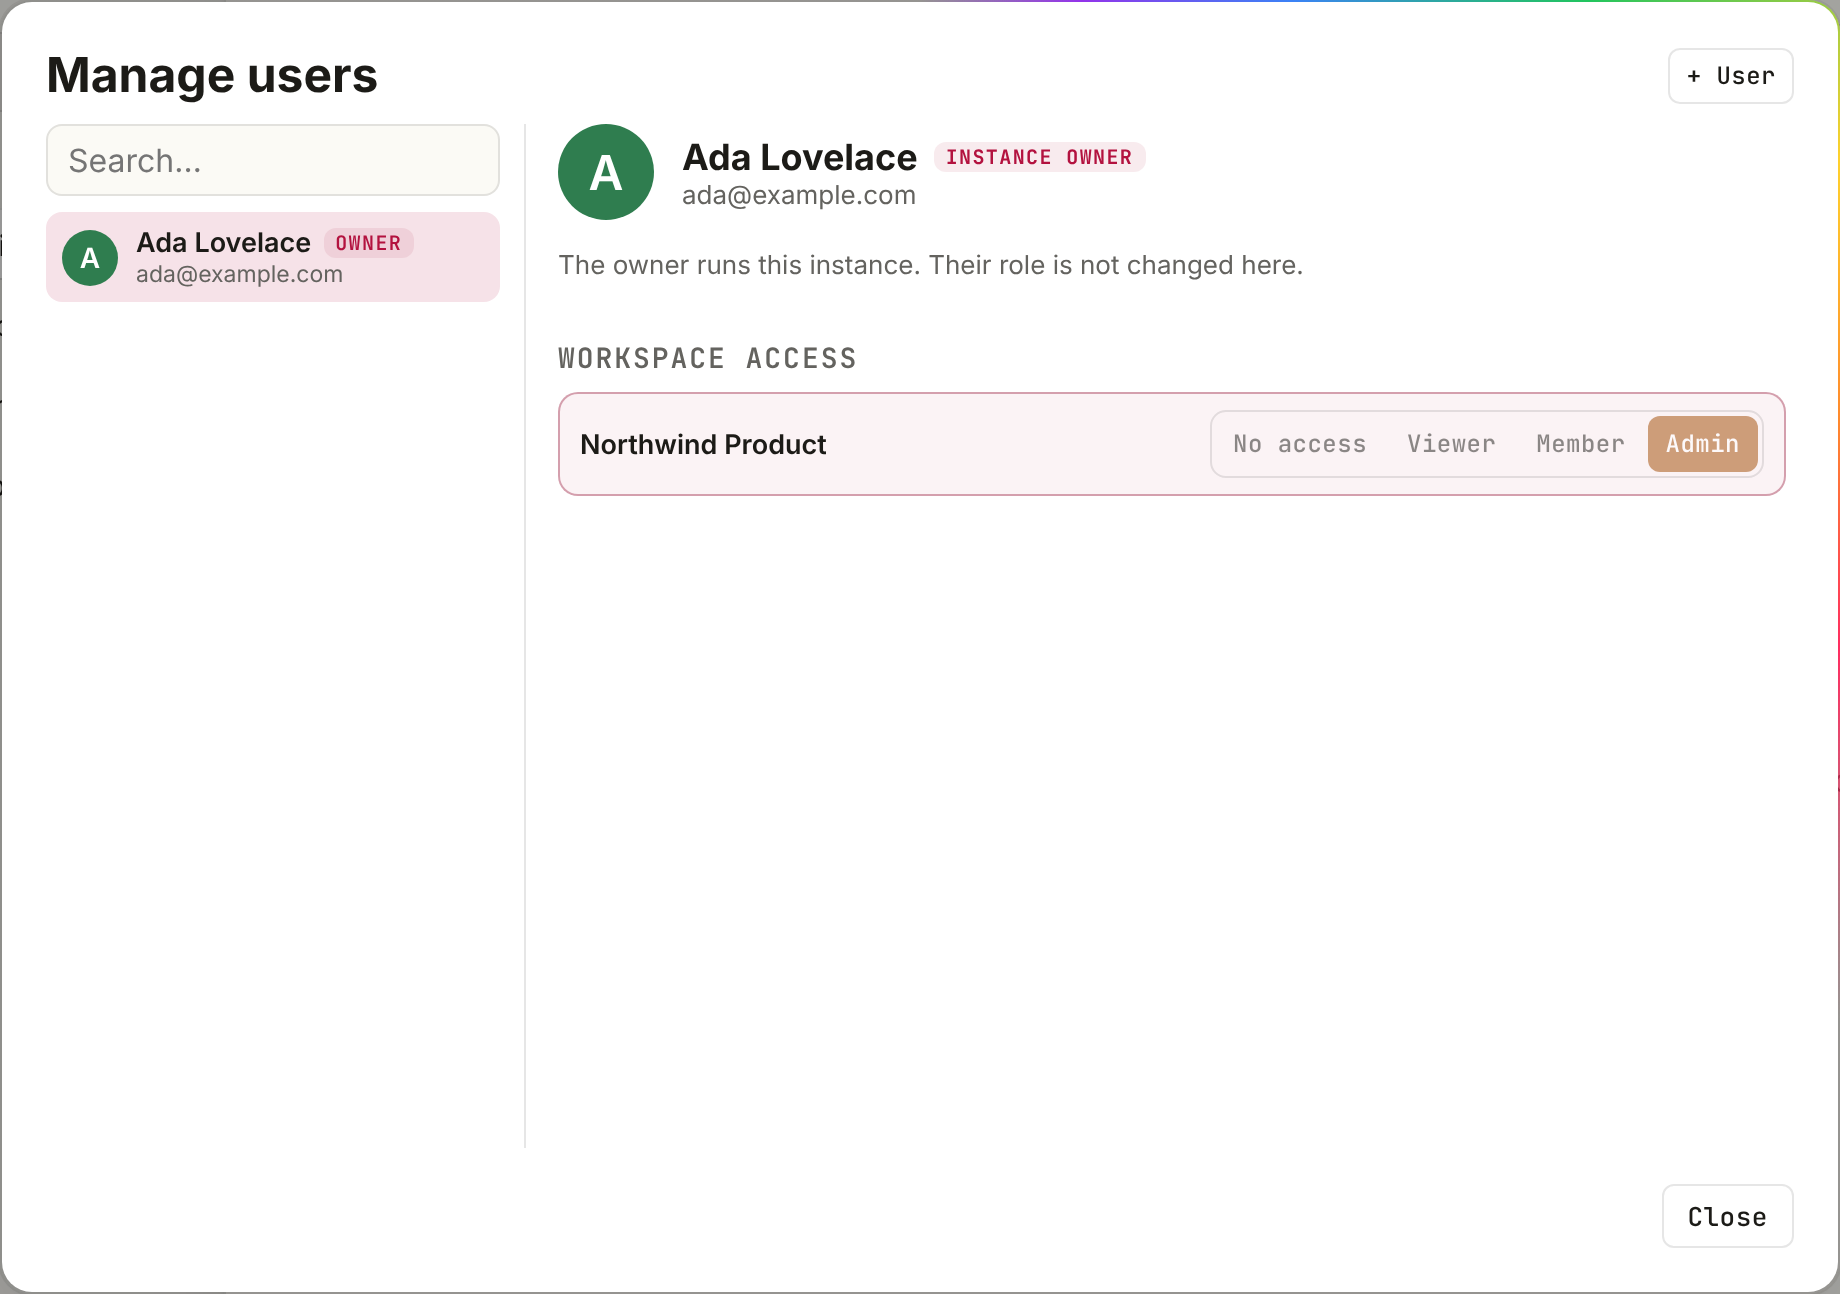 Manage users
+ User
Search...
A
Ada Lovelace OWNER
ada@example.com
A
Ada Lovelace INSTANCE OWNER
ada@example.com
The owner runs this instance. Their role is not changed here.
WORKSPACE ACCESS
Northwind Product No access Viewer Member Admin
Close